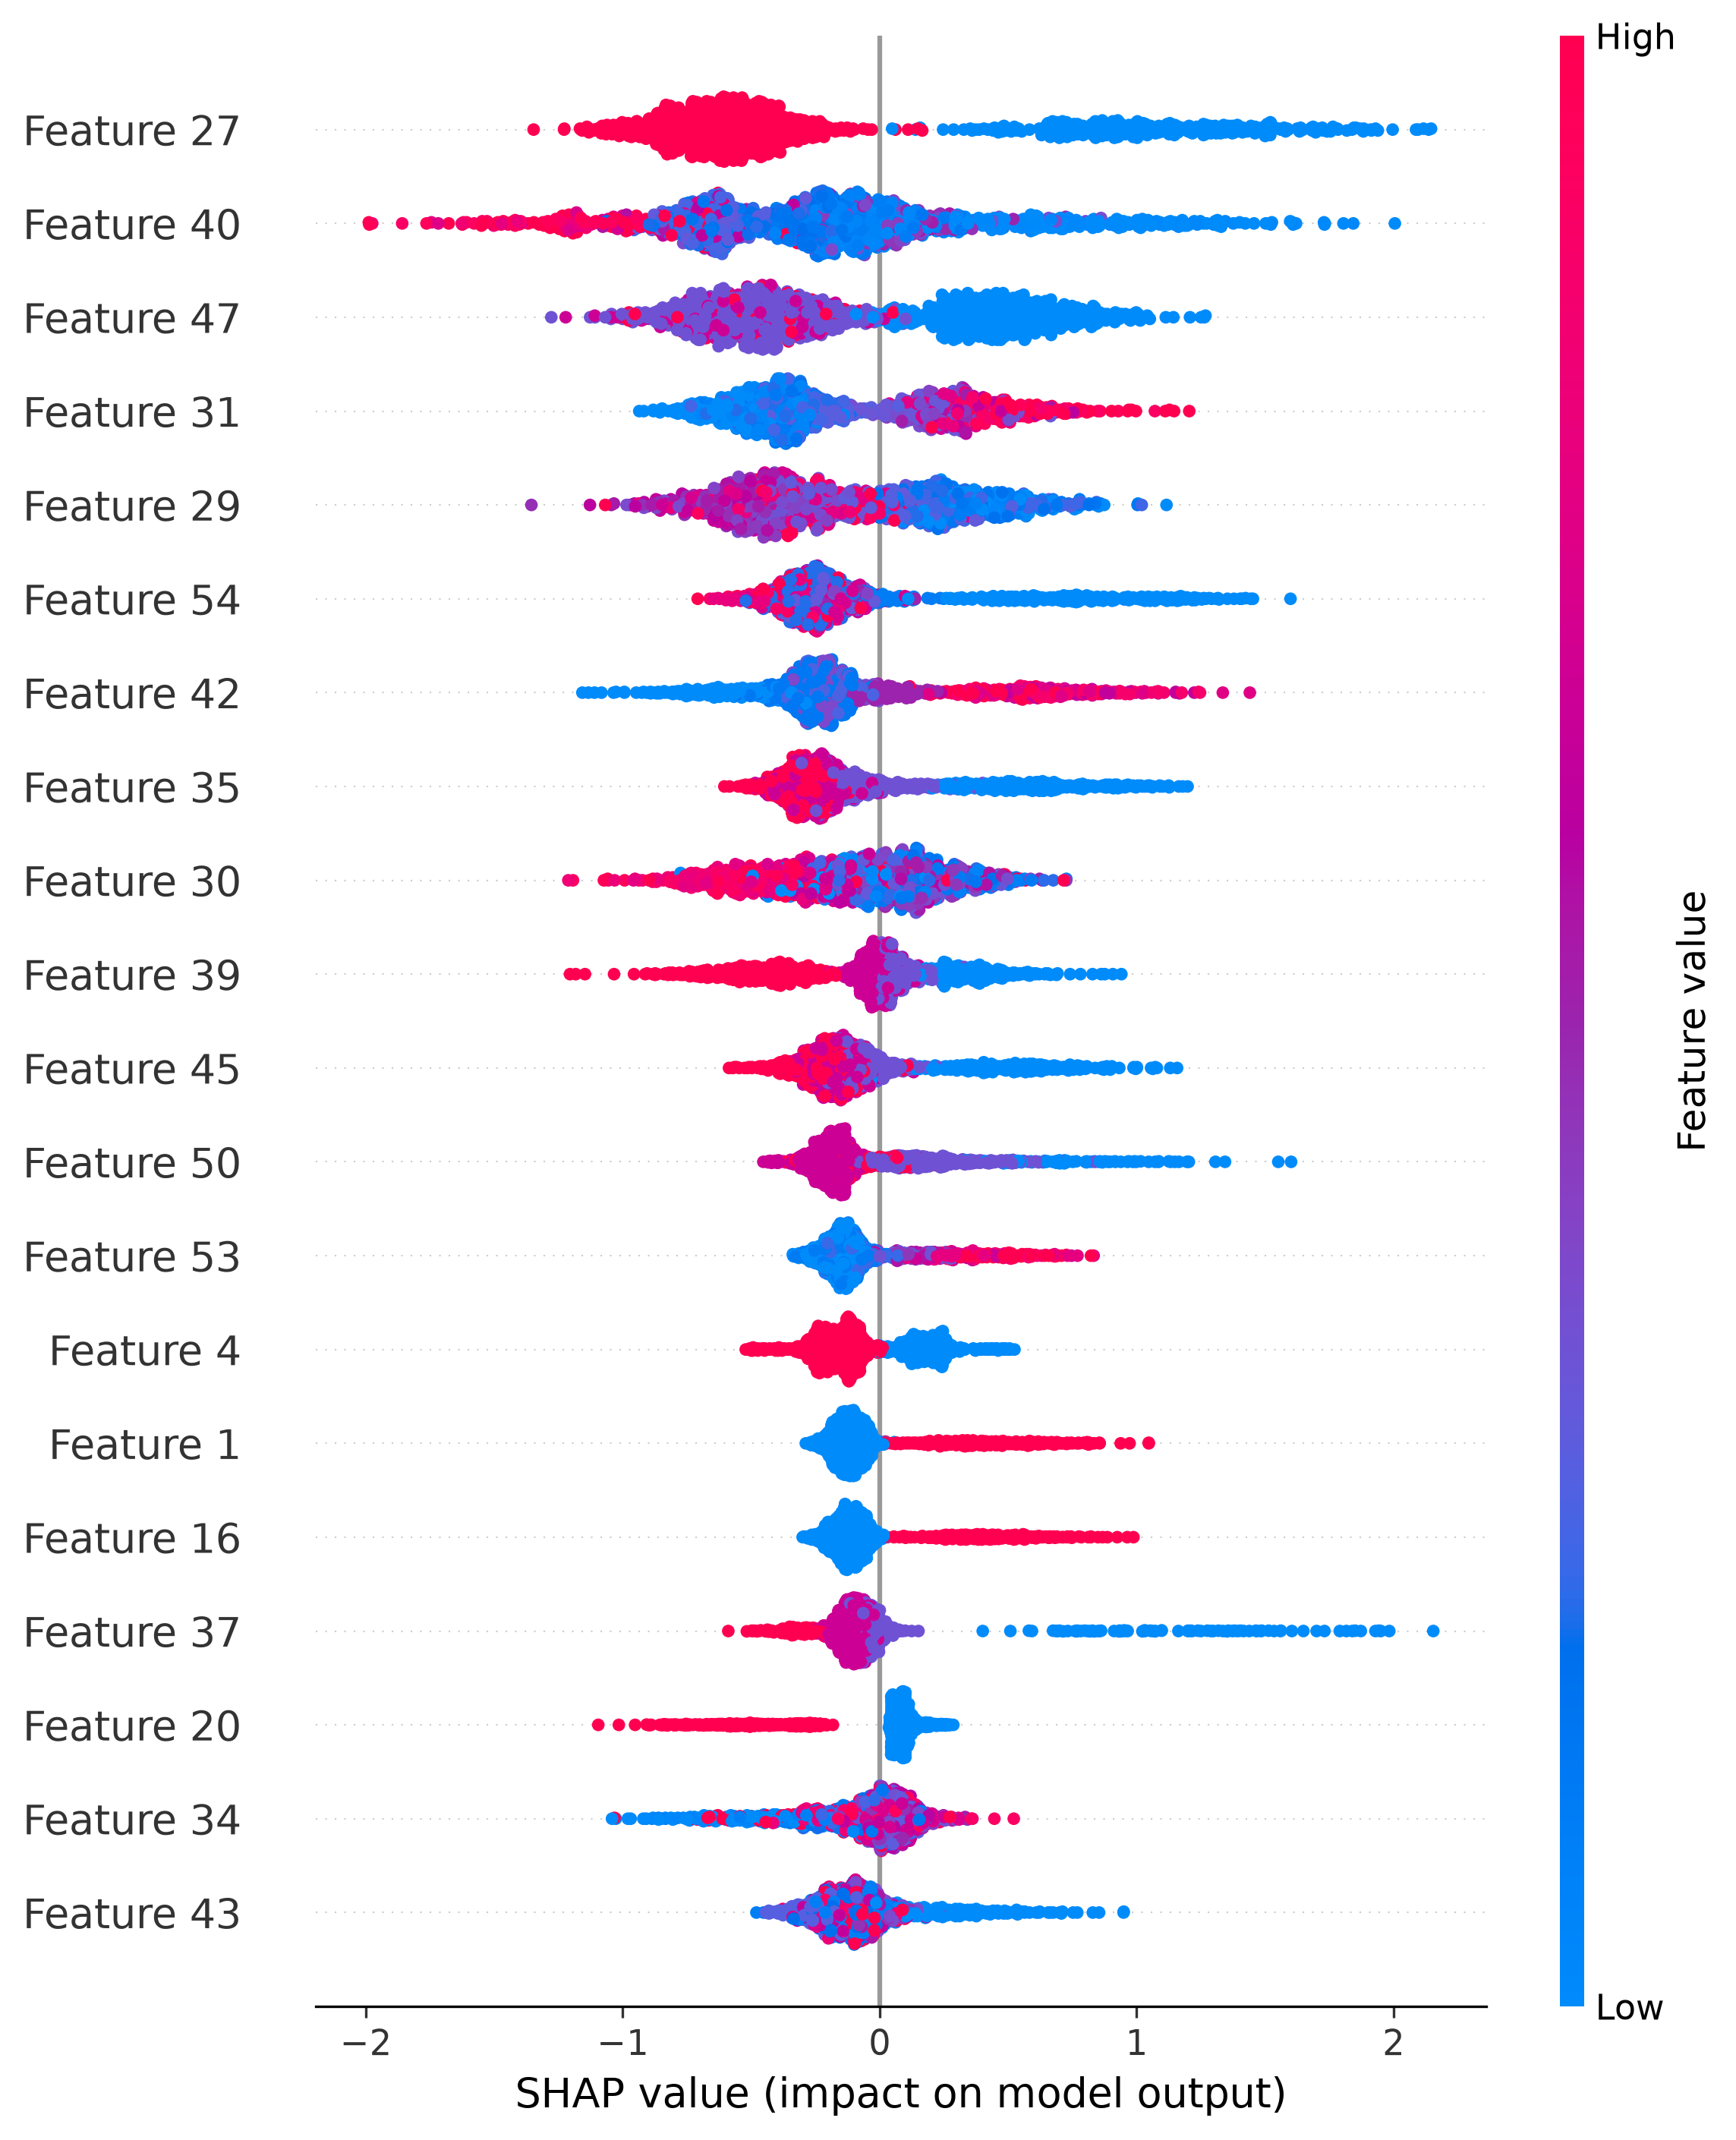 High
Feature 27
Feature 40
Feature 47
Feature 31
Feature 29
Feature 54
Feature 42
Feature 35
Feature 30
Feature 39
Feature 45
Feature 50
Feature 53
Feature 4
Feature 1
Feature 16
Feature 37
Feature 20
Feature 34
Feature 43
Feature value
Low
−2 −1 0 1 2
SHAP value (impact on model output)